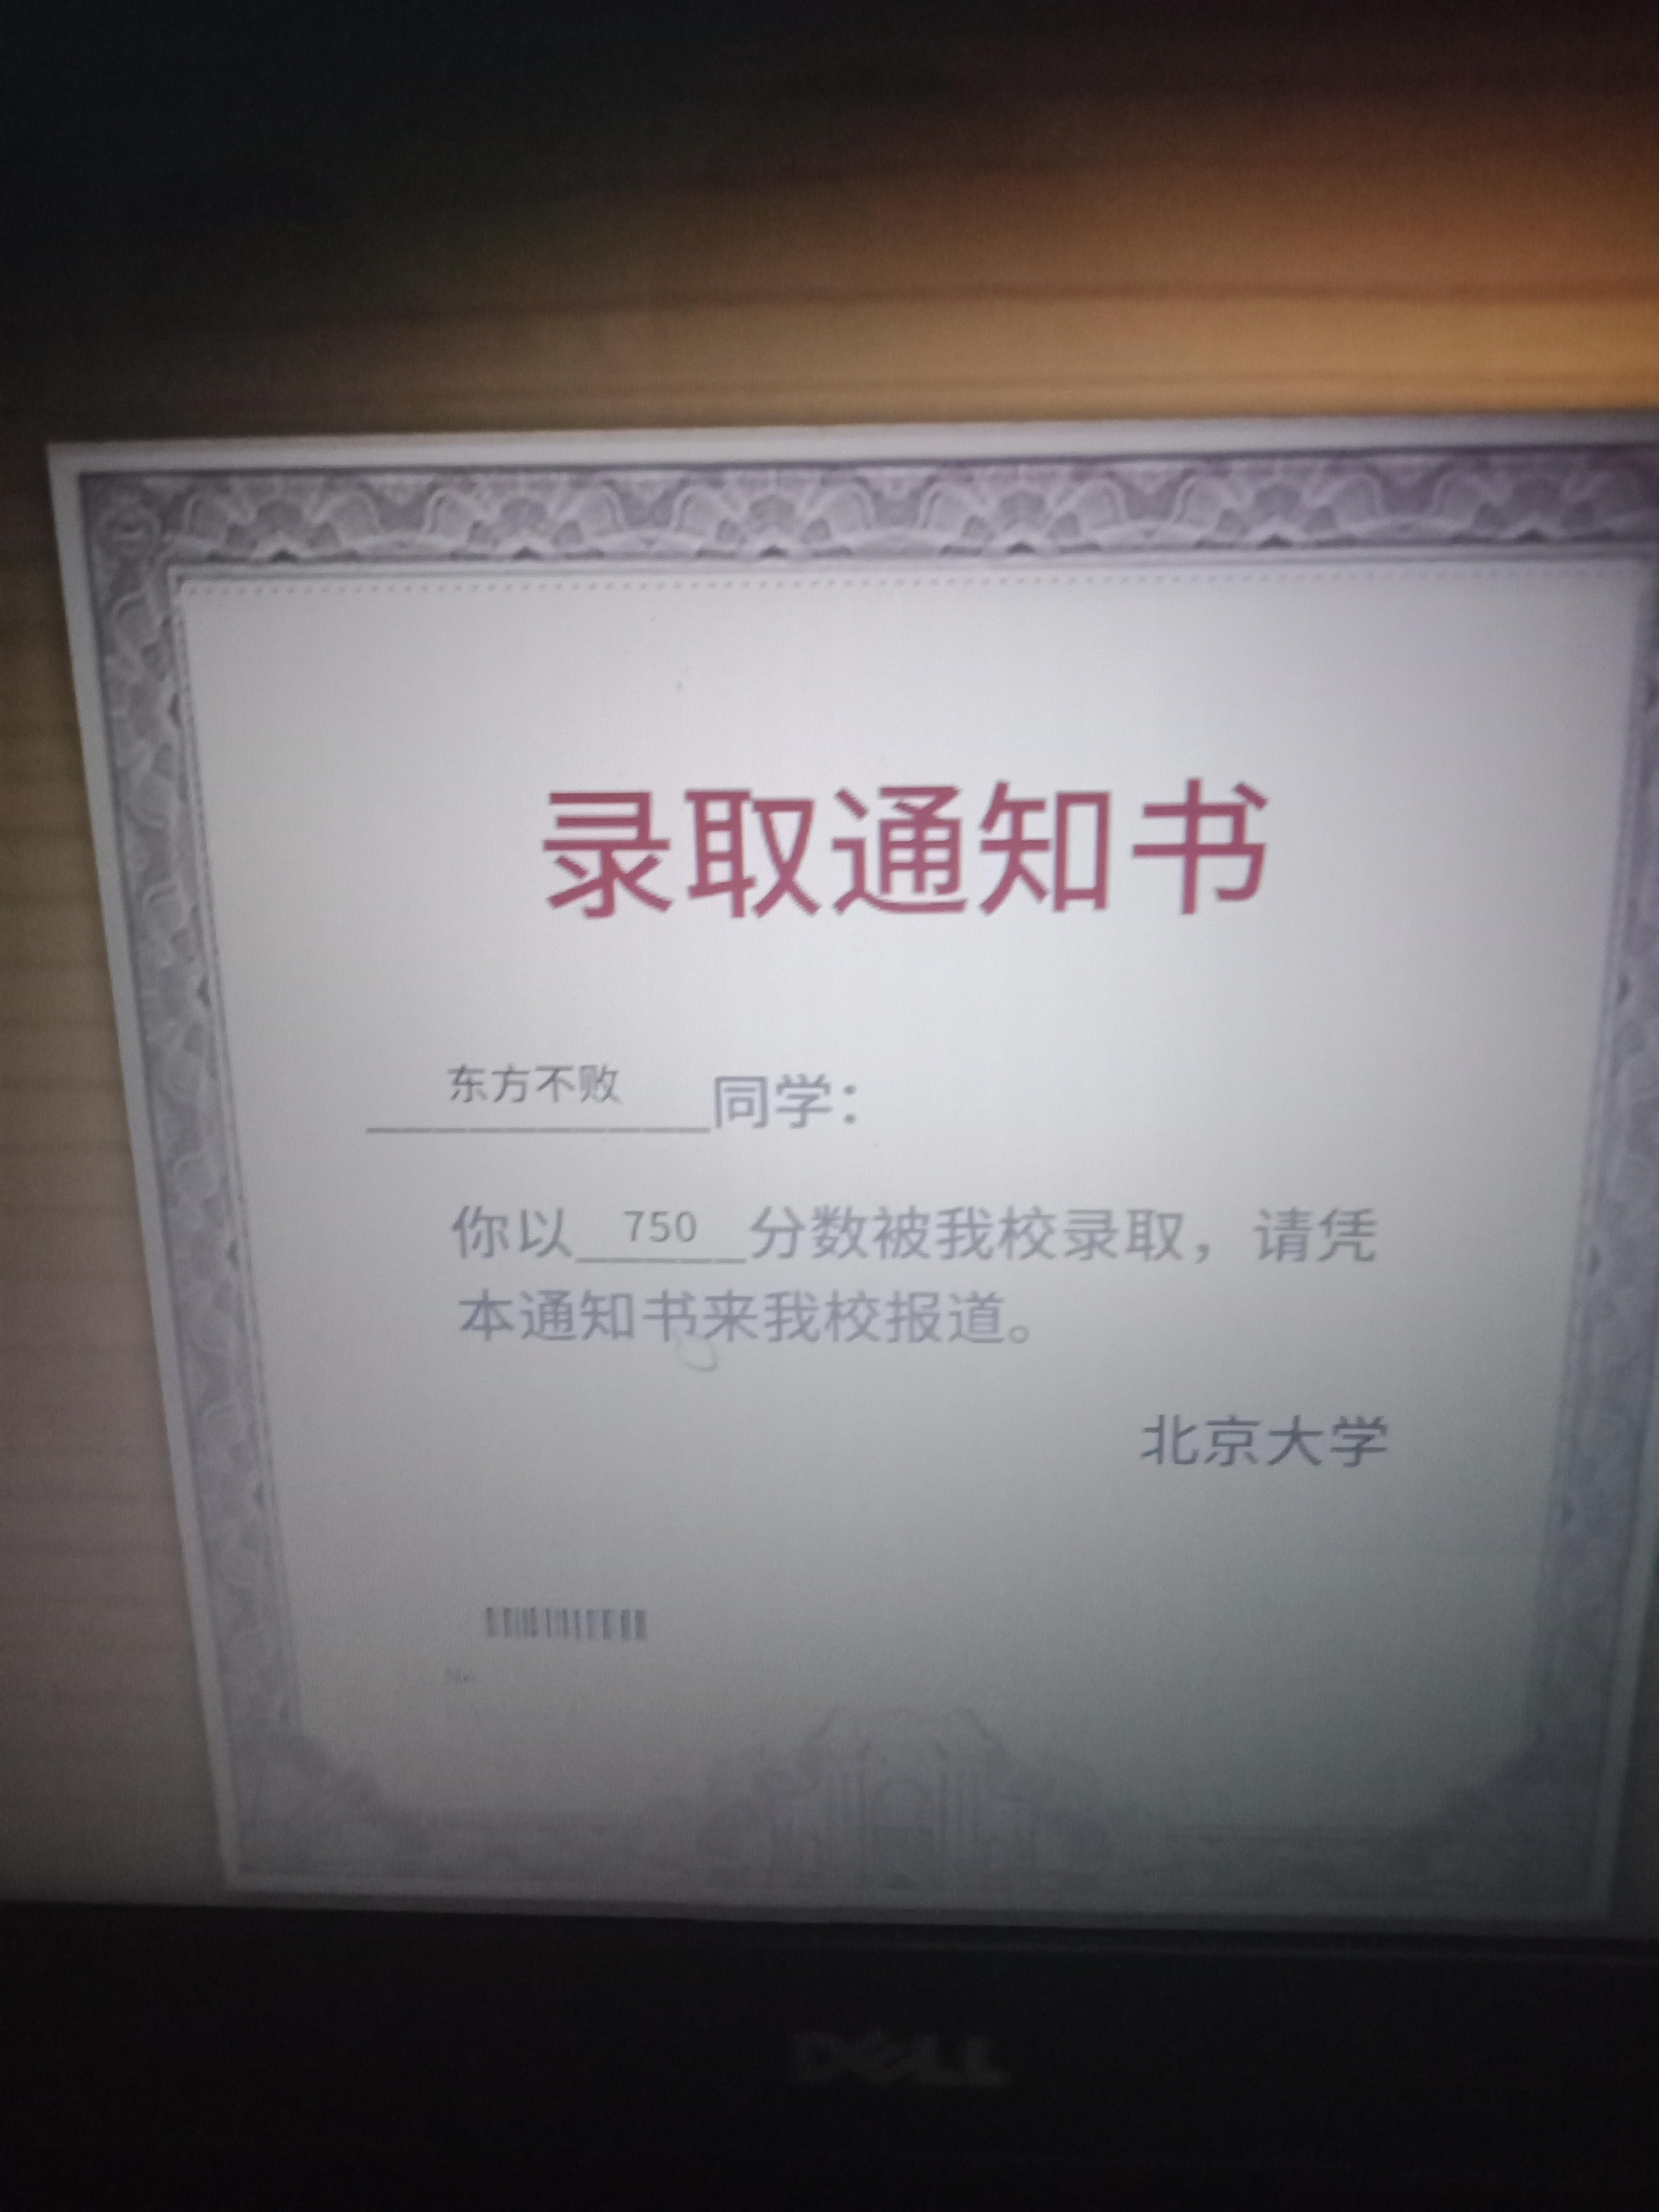 录取通知书
东方不败同学：
你以 750 分数被我校录取，请凭
本通知书来我校报道。
北京大学
DELL